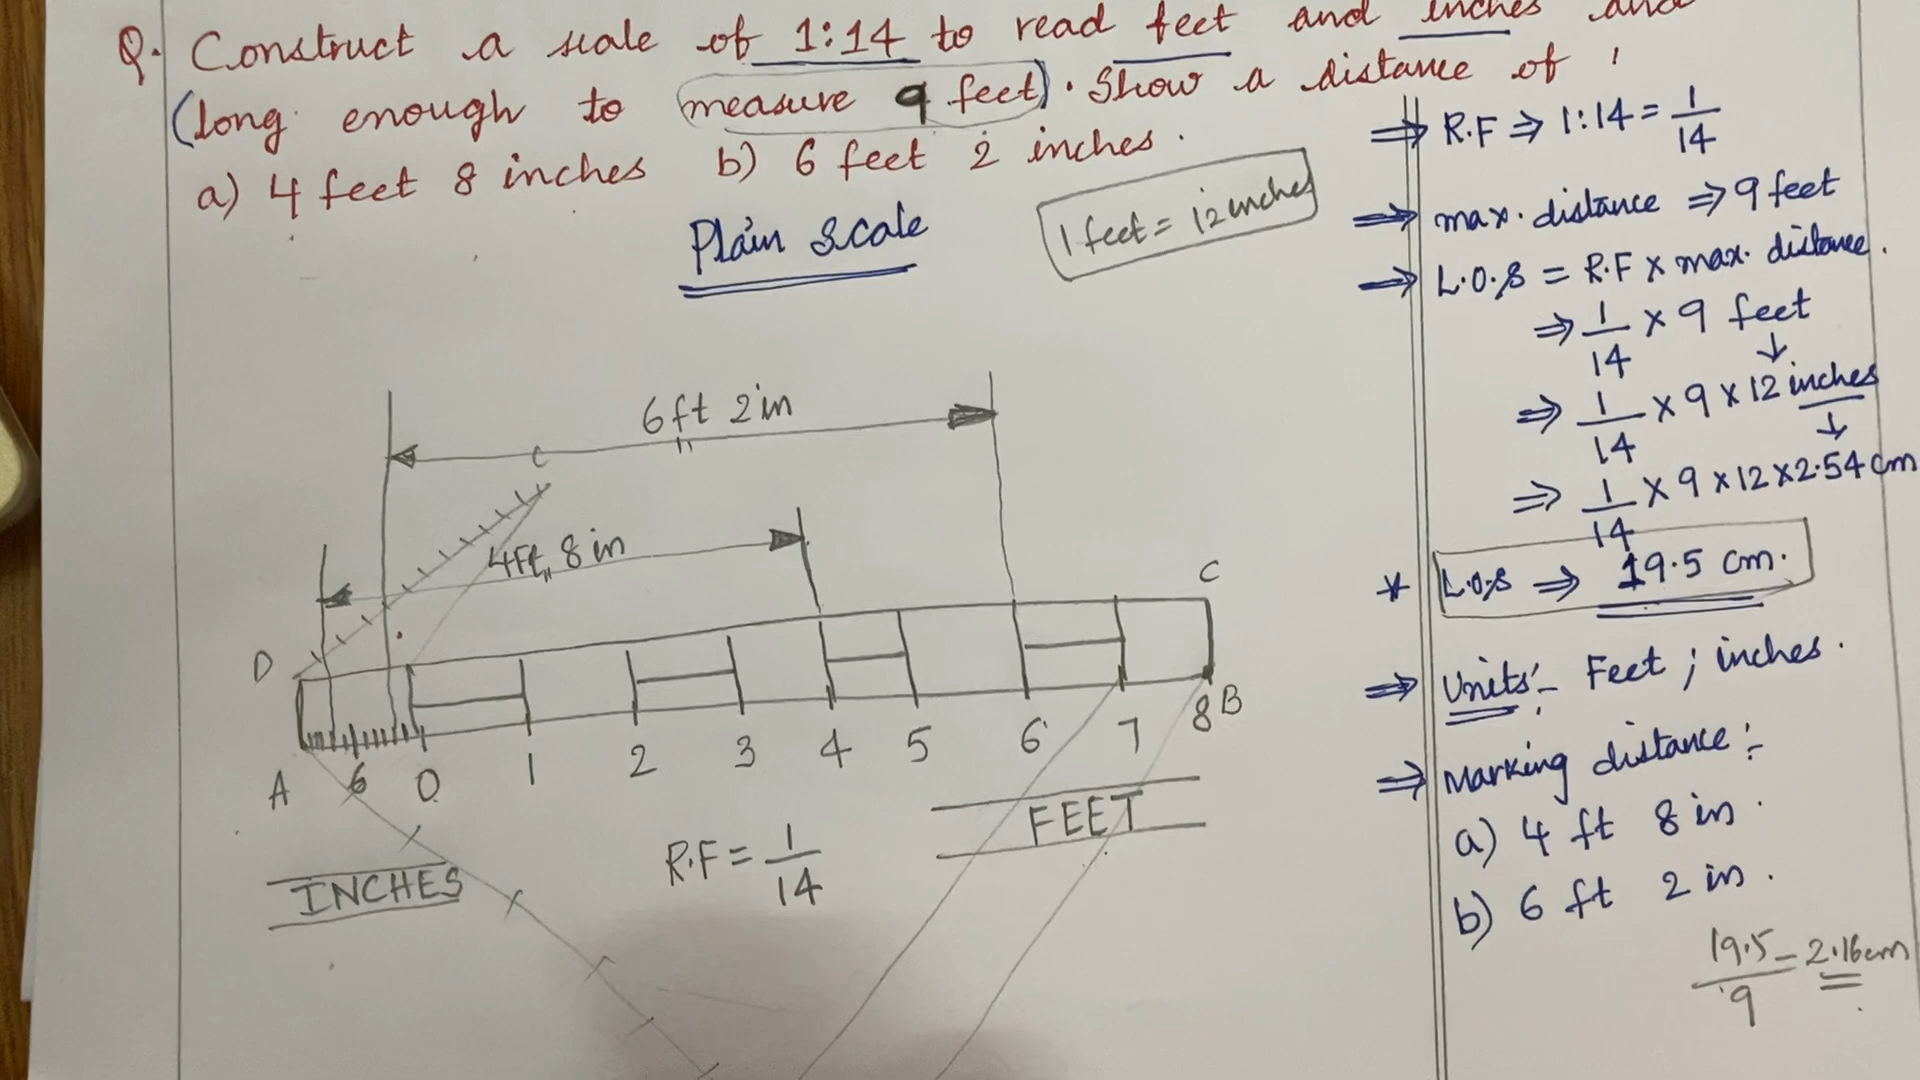 Q. Construct a scale of 1:14 to read feet and inches and
(long enough to measure 9 feet). Show a distance of
a) 4 feet 8 inches b) 6 feet 2 inches.
Plain scale
1 feet = 12 inches
6ft 2in
C
4Ft 8 in
D
C
A 6 0 1 2 3 4 5 6 7 8 B
INCHES
R.F = 1/14
FEET
⇒ R.F ⇒ 1:14 = 1/14
⇒ max. distance ⇒ 9 feet
⇒ L.O.S = R.F × max. distance.
⇒ 1/14 × 9 feet
↓
⇒ 1/14 × 9 × 12 inches
↓
⇒ 1/14 × 9 × 12 × 2.54 cm
* L.O.S ⇒ 19.5 cm.
⇒ Units:- Feet ; inches.
⇒ Marking distance:-
a) 4 ft 8 in.
b) 6 ft 2 in.
19.5/9 = 2.16cm